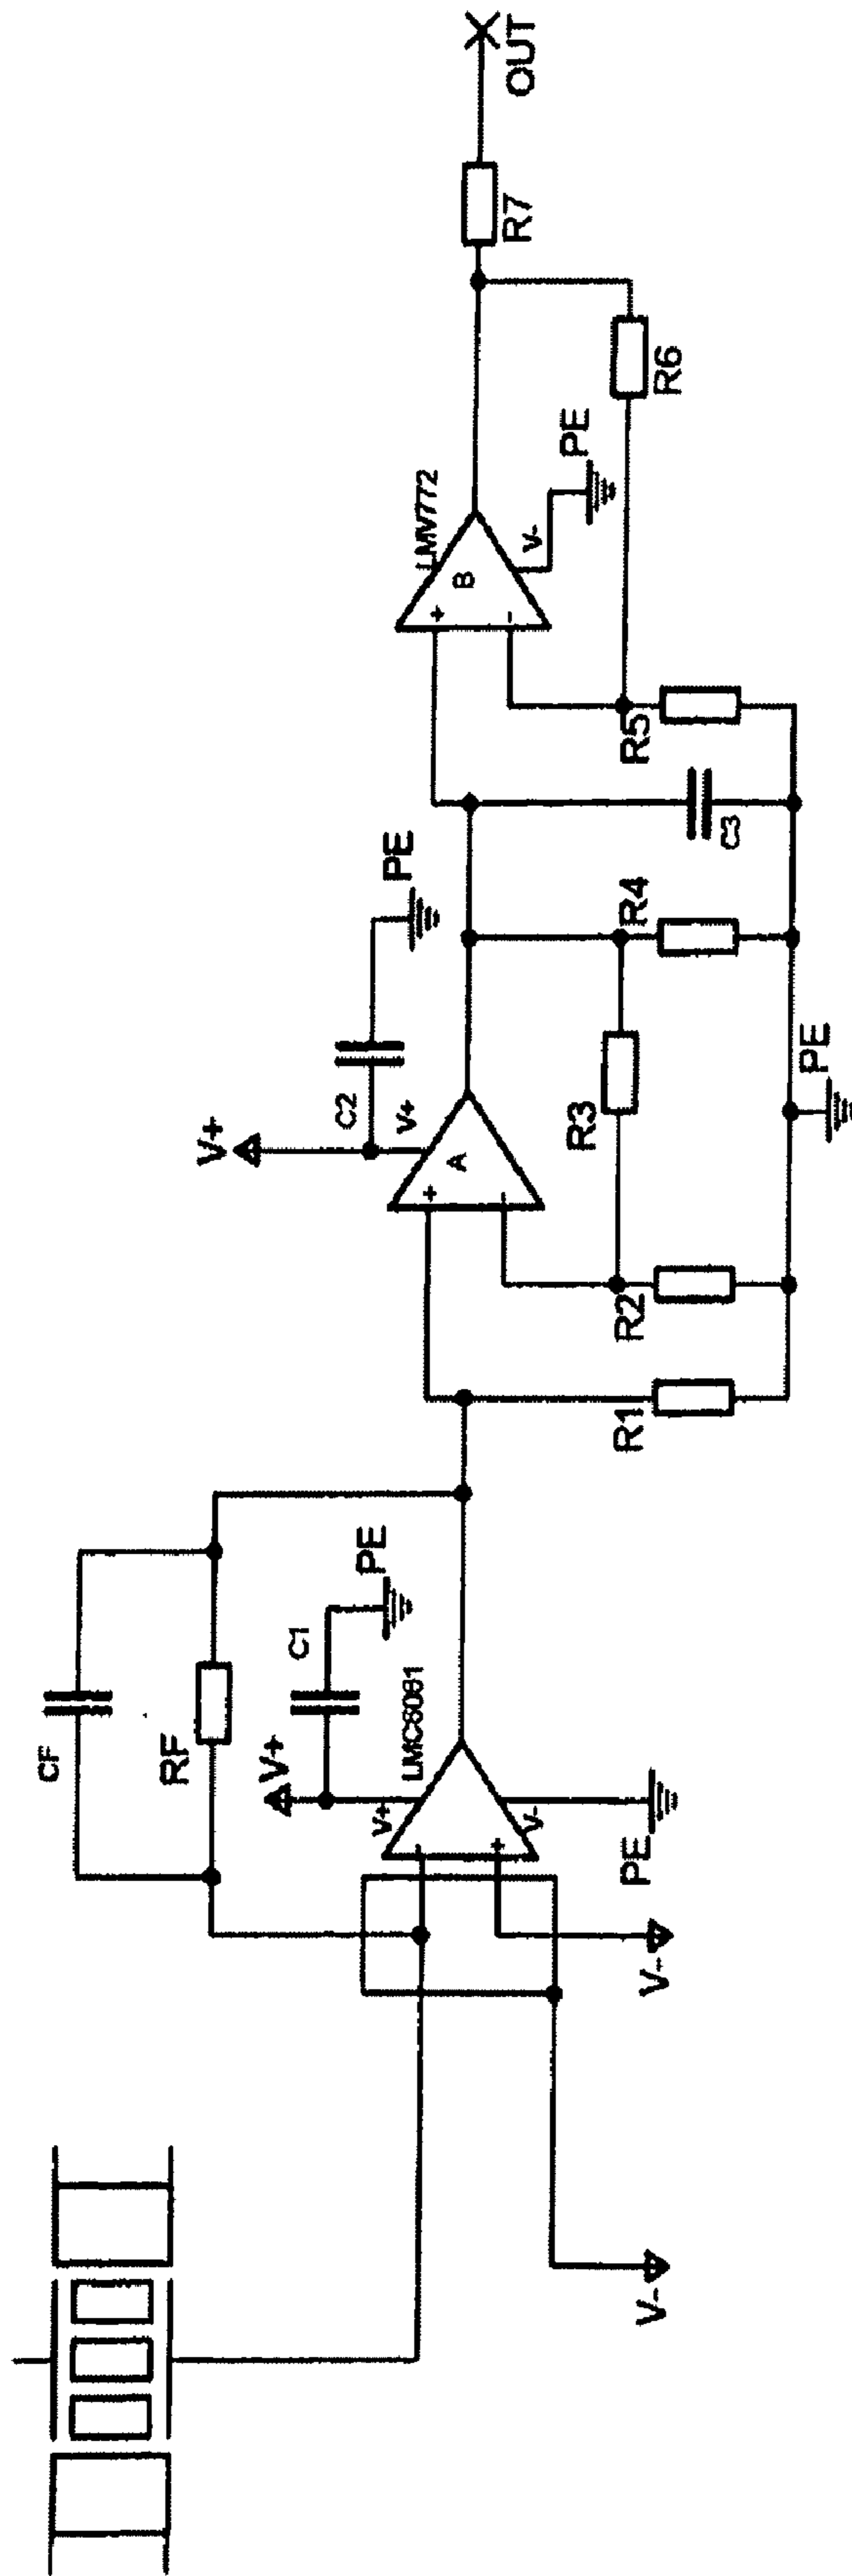 CF
RF
V+
C1
PE
V+
LMC6081
-
+
V-
PE
V-
V-
V+
C2
PE
V+
+
A
-
R1
R2
R3
R4
PE
C3
LMV772
+
B
-
V-
PE
R5
R6
R7
OUT